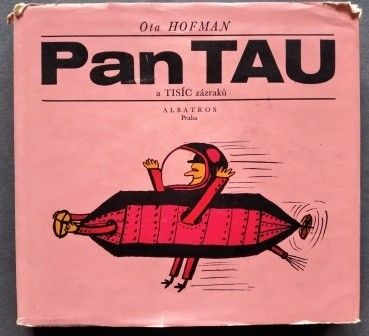 Ota HOFMAN
Pan TAU
a TISÍC zázraků
ALBATROS
Praha